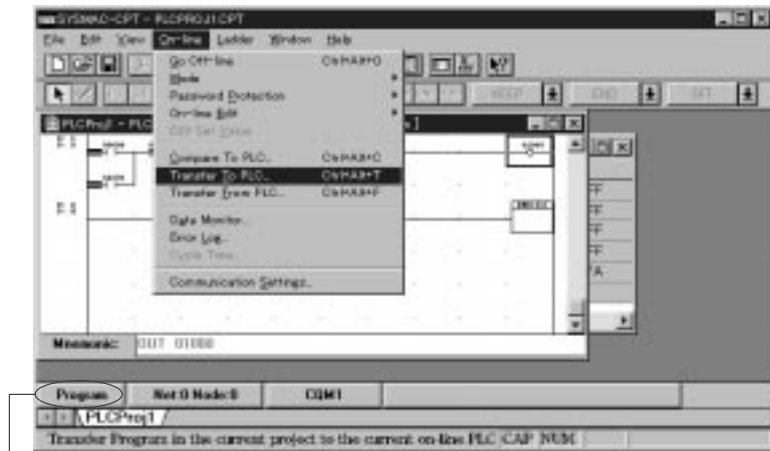 SYSMAC-CPT - PLCPROJ1.CPT
File Edit View On-line Ladder Window Help
Go Off-line Ctrl+Alt+O
Mode
Password Protection
On-line Edit
Edit Set Value
KEEP END SET
PLCProj1 - PLC
Compare To PLC... Ctrl+Alt+C
Transfer To PLC... Ctrl+Alt+T
Transfer From PLC... Ctrl+Alt+F
Data Monitor...
Error Log...
Cycle Time...
Communication Settings...
FF
FF
FF
FF
Mnemonic: OUT 01000
Program Net:0 Node:0 CQM1
PLCProj1
Transfer Program in the current project to the current on-line PLC CAP NUM